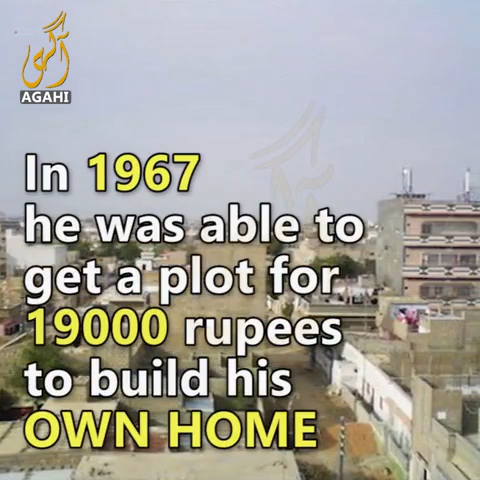 آگہی
AGAHI
In 1967
he was able to
get a plot for
19000 rupees
to build his
OWN HOME